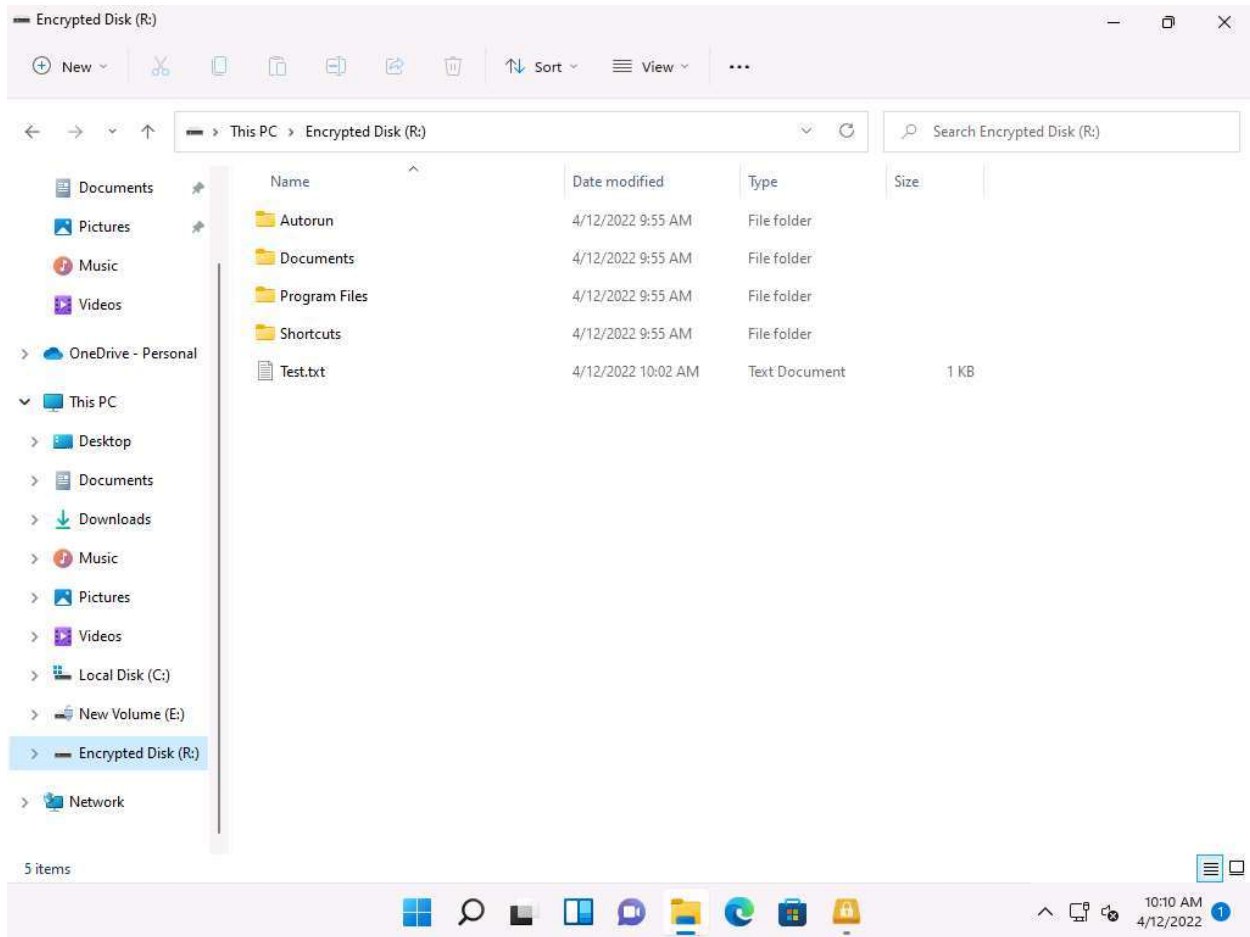 Encrypted Disk (R:)
New
Sort
View
This PC > Encrypted Disk (R:)
Search Encrypted Disk (R:)
Documents
Pictures
Music
Videos
OneDrive - Personal
This PC
Desktop
Documents
Downloads
Music
Pictures
Videos
Local Disk (C:)
New Volume (E:)
Encrypted Disk (R:)
Network
Name Date modified Type Size
Autorun 4/12/2022 9:55 AM File folder
Documents 4/12/2022 9:55 AM File folder
Program Files 4/12/2022 9:55 AM File folder
Shortcuts 4/12/2022 9:55 AM File folder
Test.txt 4/12/2022 10:02 AM Text Document 1 KB
5 items
10:10 AM
4/12/2022
1